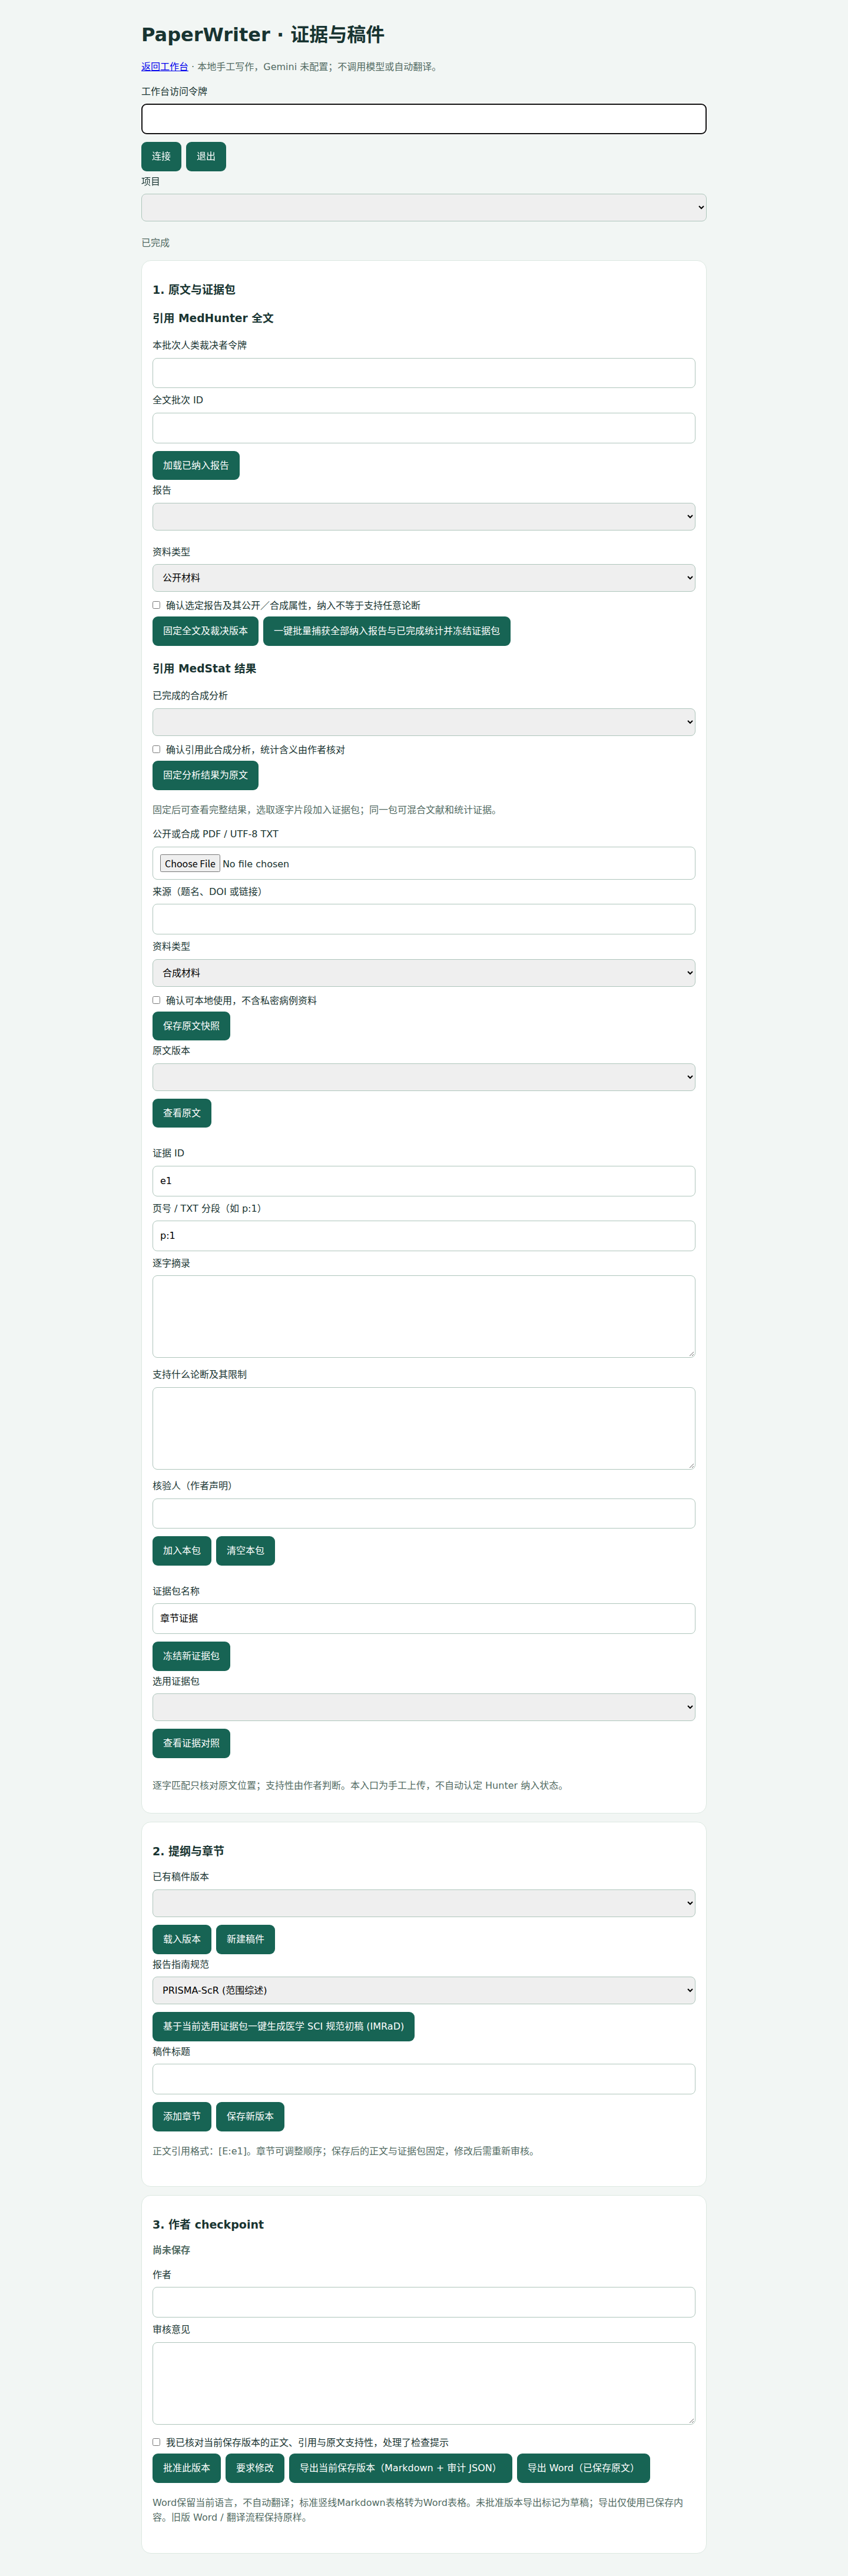 PaperWriter · 证据与稿件
返回工作台 · 本地手工写作，Gemini 未配置；不调用模型或自动翻译。
工作台访问令牌
连接 退出
项目
已完成
1. 原文与证据包
引用 MedHunter 全文
本批次人类裁决者令牌
全文批次 ID
加载已纳入报告
报告
资料类型
公开材料
确认选定报告及其公开／合成属性，纳入不等于支持任意论断
固定全文及裁决版本 一键批量捕获全部纳入报告与已完成统计并冻结证据包
引用 MedStat 结果
已完成的合成分析
确认引用此合成分析，统计含义由作者核对
固定分析结果为原文
固定后可查看完整结果，选取逐字片段加入证据包；同一包可混合文献和统计证据。
公开或合成 PDF / UTF-8 TXT
Choose File No file chosen
来源（题名、DOI 或链接）
资料类型
合成材料
确认可本地使用，不含私密病例资料
保存原文快照
原文版本
查看原文
证据 ID
e1
页号 / TXT 分段（如 p:1）
p:1
逐字摘录
支持什么论断及其限制
核验人（作者声明）
加入本包 清空本包
证据包名称
章节证据
冻结新证据包
选用证据包
查看证据对照
逐字匹配只核对原文位置；支持性由作者判断。本入口为手工上传，不自动认定 Hunter 纳入状态。
2. 提纲与章节
已有稿件版本
载入版本 新建稿件
报告指南规范
PRISMA-ScR (范围综述)
基于当前选用证据包一键生成医学 SCI 规范初稿 (IMRaD)
稿件标题
添加章节 保存新版本
正文引用格式：[E:e1]。章节可调整顺序；保存后的正文与证据包固定，修改后需重新审核。
3. 作者 checkpoint
尚未保存
作者
审核意见
我已核对当前保存版本的正文、引用与原文支持性，处理了检查提示
批准此版本 要求修改 导出当前保存版本（Markdown + 审计 JSON） 导出 Word（已保存原文）
Word保留当前语言，不自动翻译；标准竖线Markdown表格转为Word表格。未批准版本导出标记为草稿；导出仅使用已保存内
容。旧版 Word / 翻译流程保持原样。